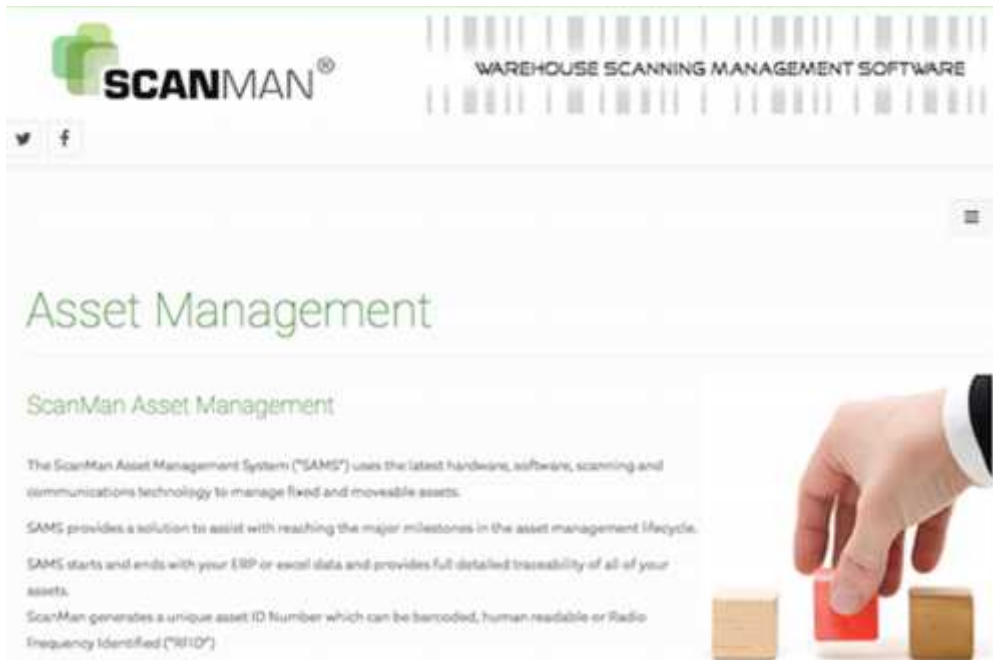 SCANMAN®
WAREHOUSE SCANNING MANAGEMENT SOFTWARE
Asset Management
ScanMan Asset Management
The ScanMan Asset Management System ("SAMS") uses the latest hardware, software, scanning and
communications technology to manage fixed and moveable assets.
SAMS provides a solution to assist with reaching the major milestones in the asset management lifecycle.
SAMS starts and ends with your ERP or excel data and provides full detailed traceability of all of your
assets.
ScanMan generates a unique asset ID Number which can be barcoded, human readable or Radio
Frequency Identified ("RFID")